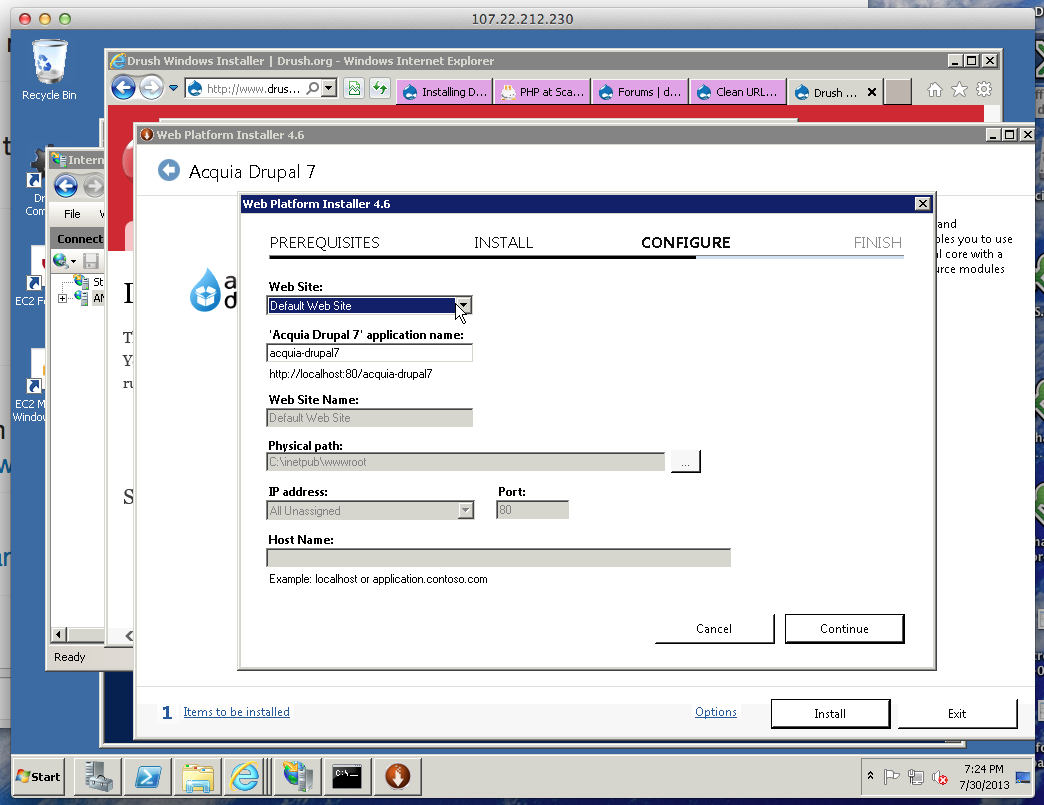 107.22.212.230
Recycle Bin
Drush Windows Installer | Drush.org - Windows Internet Explorer
http://www.drus...
Installing D...
PHP at Sca...
Forums | d...
Clean URL...
Drush ...
Web Platform Installer 4.6
Intern
Acquia Drupal 7
Dr
Com
File
Connect
Web Platform Installer 4.6
PREREQUISITES
INSTALL
CONFIGURE
FINISH
and
bles you to use
al core with a
urce modules
St
AM
EC2 F
a
d
Web Site:
Default Web Site
'Acquia Drupal 7' application name:
acquia-drupal7
http://localhost:80/acquia-drupal7
Web Site Name:
Default Web Site
Physical path:
C:\inetpub\wwwroot
...
IP address:
All Unassigned
Port:
80
Host Name:
Example: localhost or application.contoso.com
EC2 M
Window
T
Y
ru
S
Cancel
Continue
Ready
1 Items to be installed
Options
Install
Exit
Start
C:\
7:24 PM
7/30/2013